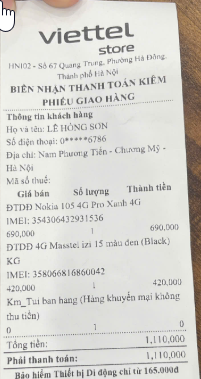 viettel
store
HNI02 - Số 67 Quang Trung, Phường Hà Đông,
Thành phố Hà Nội
BIÊN NHẬN THANH TOÁN KIÊM
PHIẾU GIAO HÀNG
Thông tin khách hàng
Họ và tên: LÊ HỒNG SƠN
Số điện thoại: 0*****6786
Địa chỉ: Nam Phương Tiến - Chương Mỹ -
Hà Nội
Mã số thuế:
Giá bán Số lượng Thành tiền
ĐTDĐ Nokia 105 4G Pro Xanh 4G
IMEI: 354306432931536
690,000 1 690,000
ĐTDĐ 4G Masstel izi 15 màu đen (Black)
KG
IMEI: 358066816860042
420,000 1 420,000
Km_Tui ban hang (Hàng khuyến mại không
thu tiền)
0 1 0
Tổng tiền: 1,110,000
Phải thanh toán: 1,110,000
Bảo hiểm Thiết bị Di động chỉ từ 165.000đ